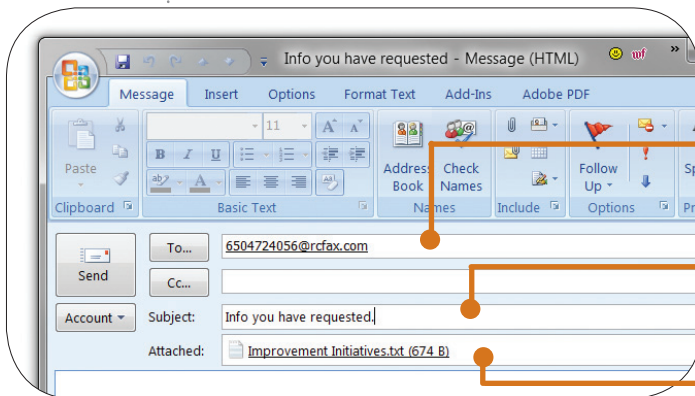 Info you have requested - Message (HTML)
wf
»
Message Insert Options Format Text Add-Ins Adobe PDF
11 A A
Paste
B I U
aby A
Address Book
Check Names
Follow Up
Clipboard Basic Text Names Include Options
Send
To... 6504724056@rcfax.com
Cc...
Account Subject: Info you have requested.
Attached: Improvement Initiatives.txt (674 B)